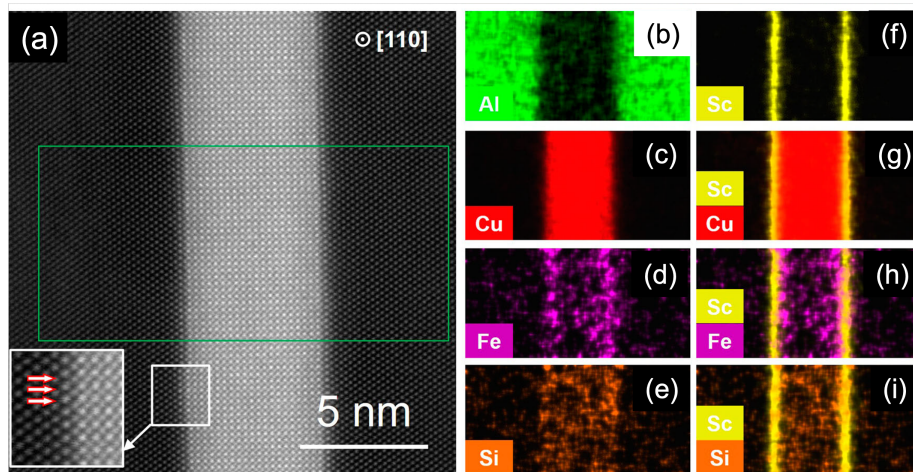 (a)
⊙ [110]
5 nm
(b)
Al
(c)
Cu
(d)
Fe
(e)
Si
(f)
Sc
(g)
Sc
Cu
(h)
Sc
Fe
(i)
Sc
Si